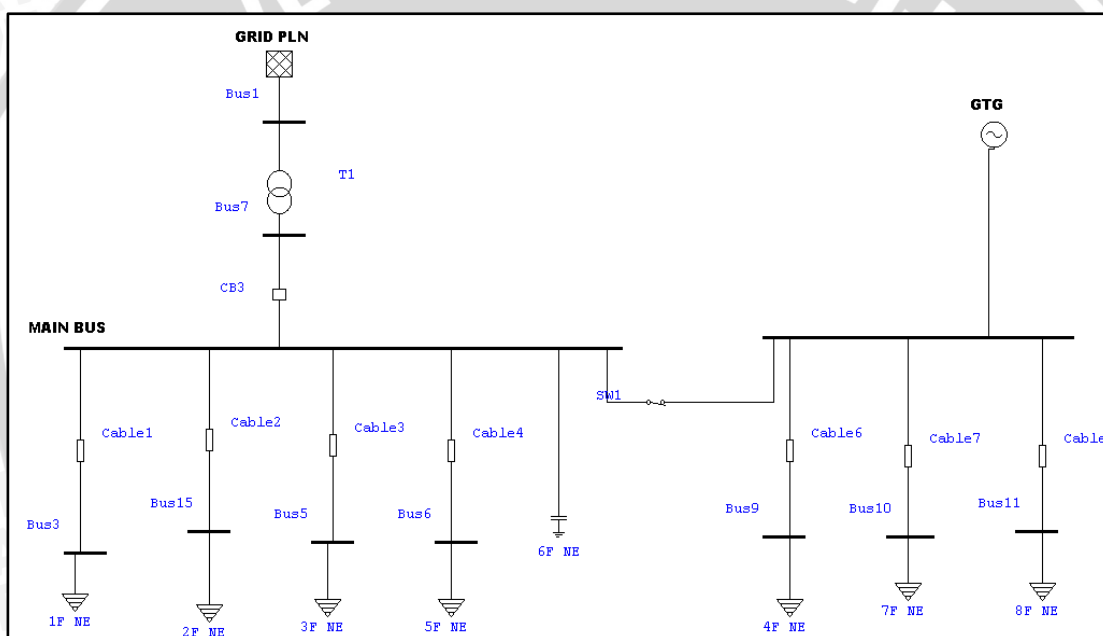 GRID PLN
Bus1
GTG
T1
Bus7
CB3
MAIN BUS
SW1
Cable1
Cable2
Cable3
Cable4
Cable6
Cable7
Cable
Bus3
Bus15
Bus5
Bus6
Bus9
Bus10
Bus11
6F NE
1F NE
2F NE
3F NE
5F NE
4F NE
7F NE
8F NE